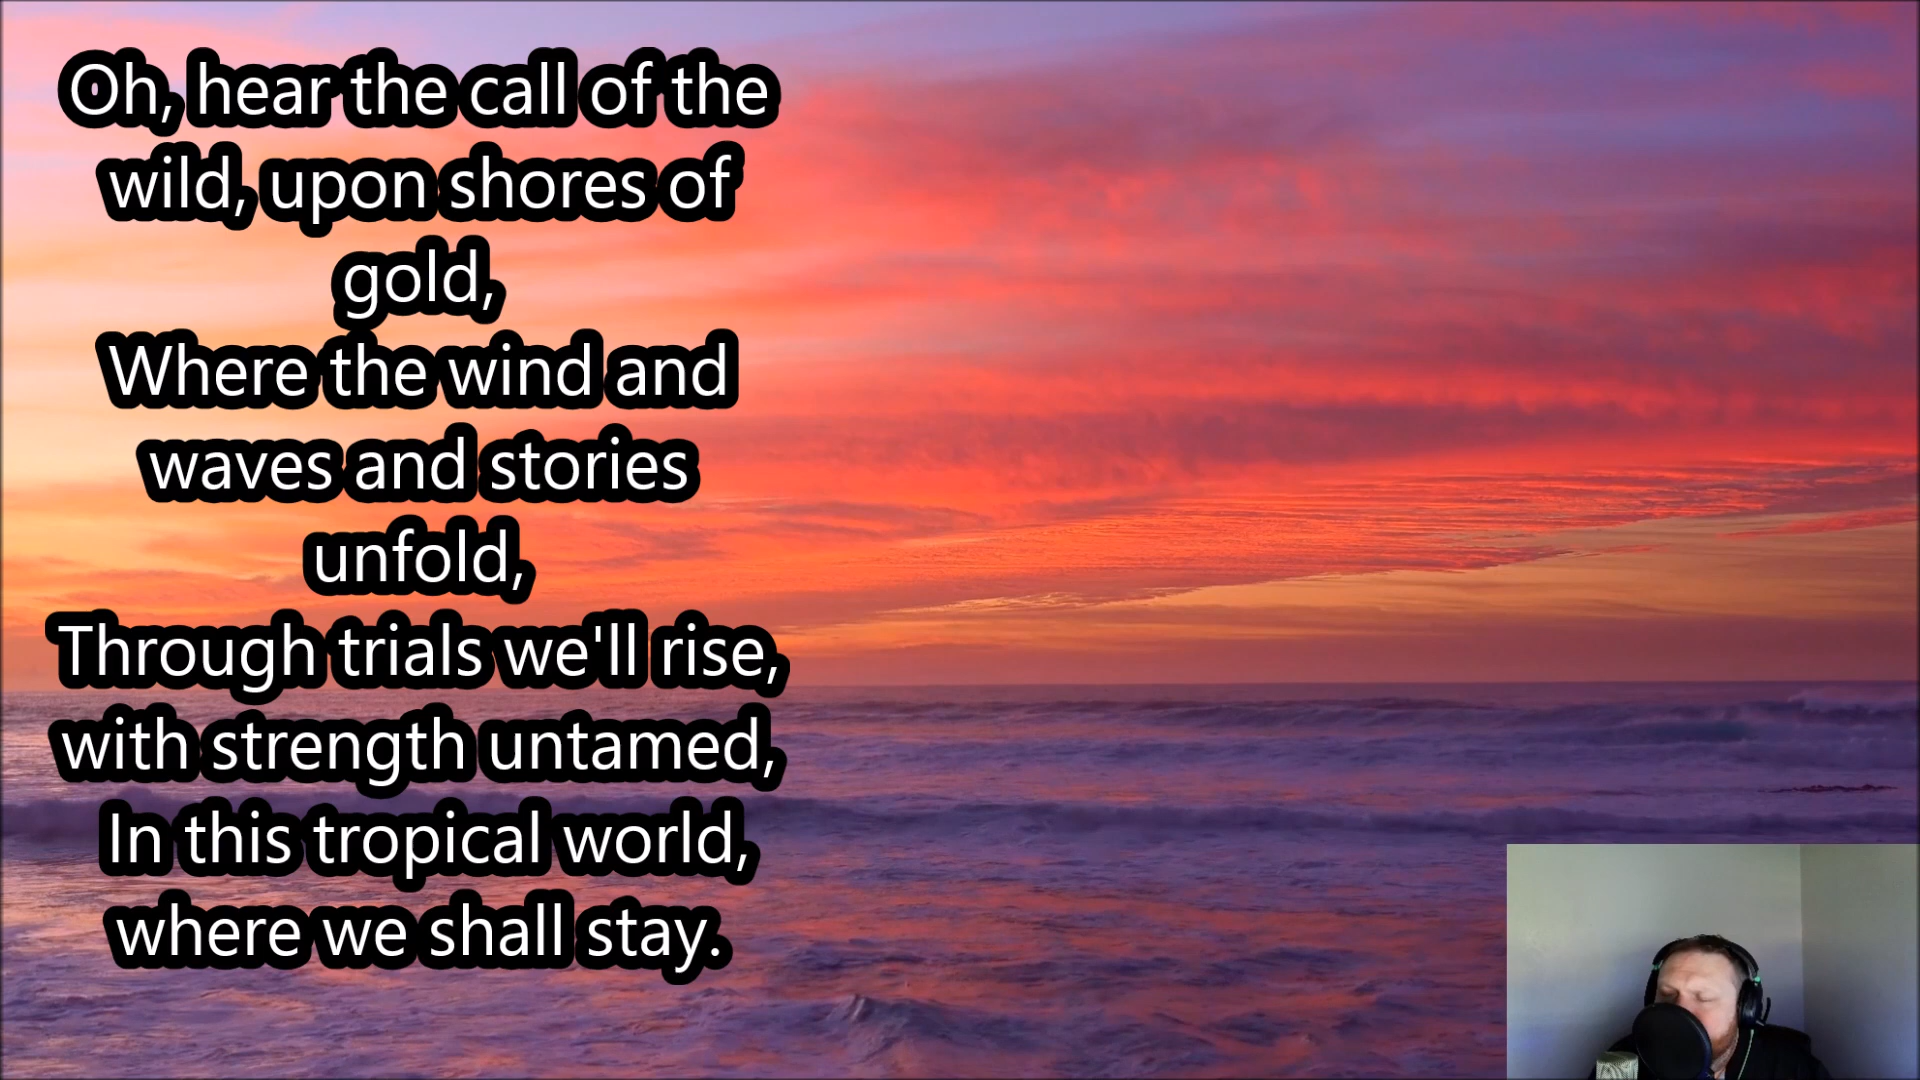 Oh, hear the call of the
wild, upon shores of
gold,
Where the wind and
waves and stories
unfold,
Through trials we'll rise,
with strength untamed,
In this tropical world,
where we shall stay.